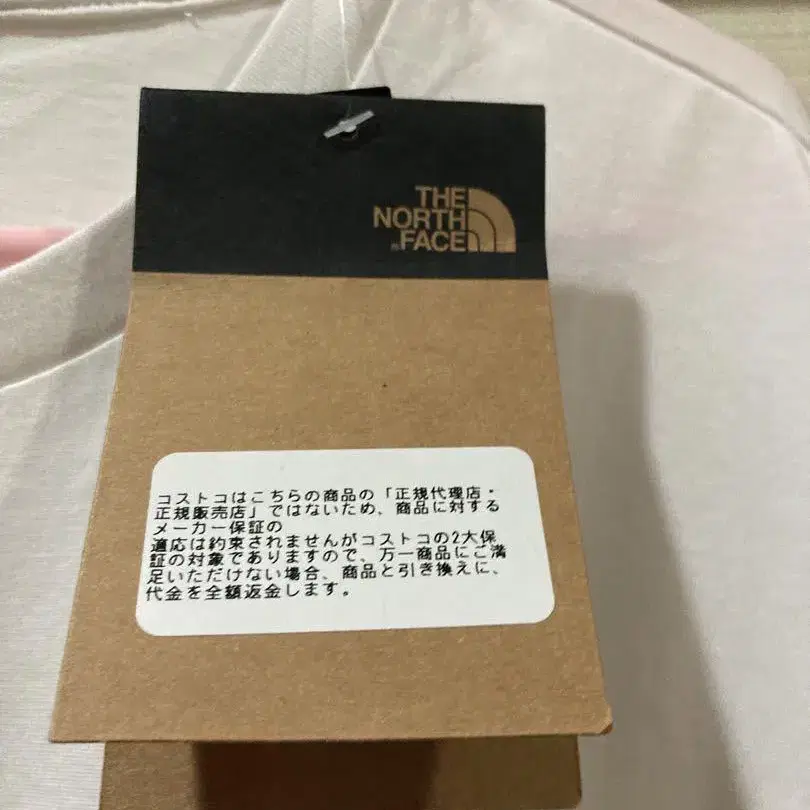 THE
NORTH
FACE
コストコはこちらの商品の「正規代理店・
正規販売店」ではないため、商品に対する
メーカー保証の
適応は約束されませんがコストコの2大保
証の対象でありますので、万一商品にご満
足いただけない場合、商品と引き換えに、
代金を全額返金します。